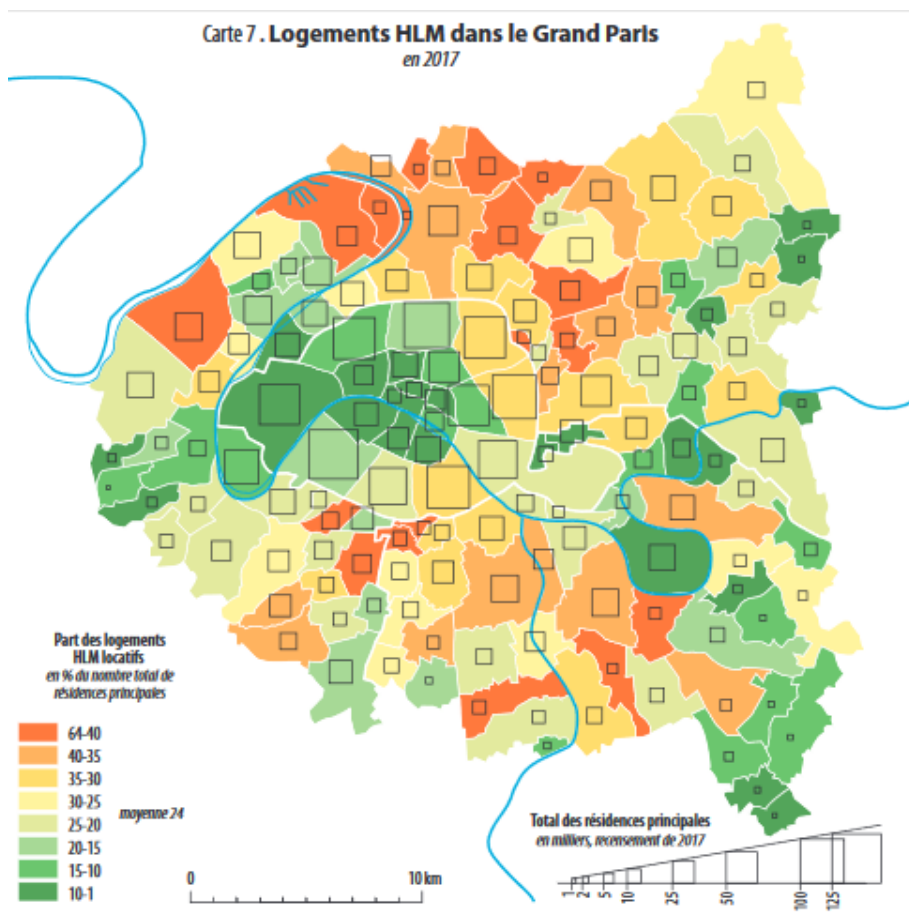 Carte 7 . Logements HLM dans le Grand Paris
en 2017
Part des logements
HLM locatifs
en % du nombre total de
résidences principales
64-40
40-35
35-30
30-25
25-20
20-15
15-10
10-1
moyenne 24
0 10 km
Total des résidences principales
en milliers, recensement de 2017
1 2 5 10 25 50 100 125